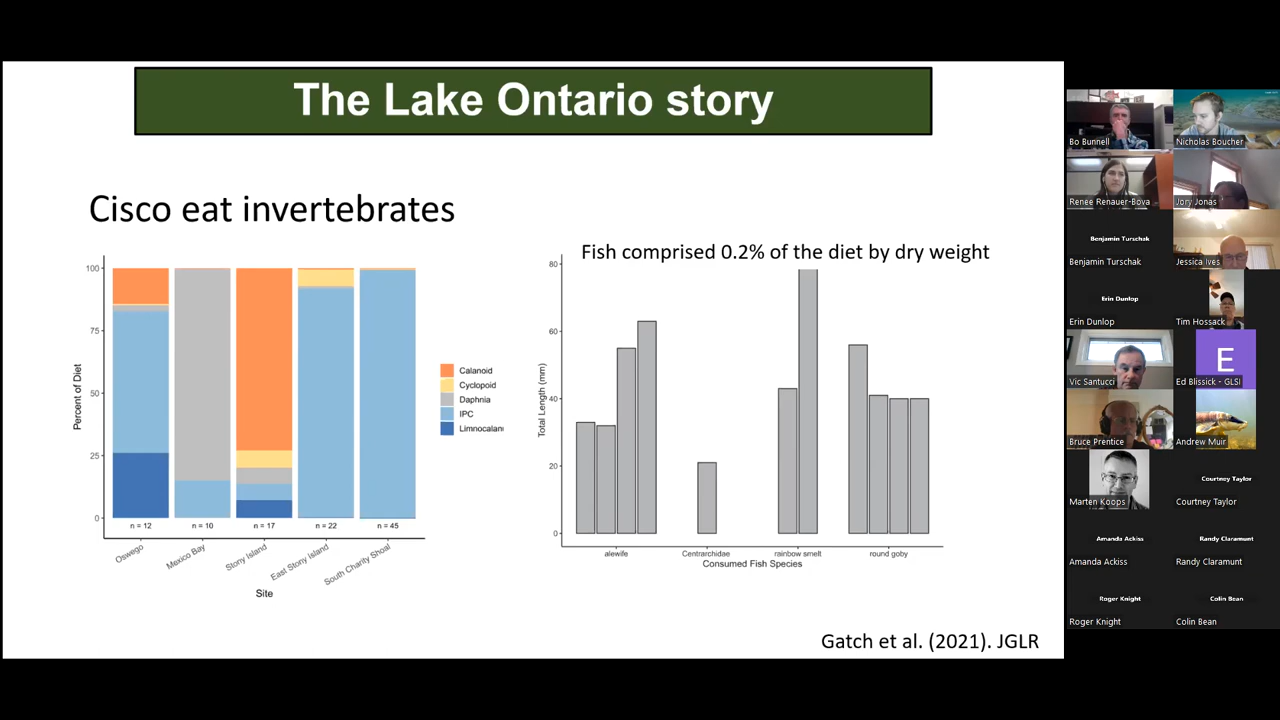 The Lake Ontario story
Cisco eat invertebrates
Fish comprised 0.2% of the diet by dry weight
Percent of Diet
100
75
50
25
0
n = 12
n = 10
n = 17
n = 22
n = 45
Oswego
Mexico Bay
Stony Island
East Stony Island
South Charity Shoal
Site
Calanoid
Cyclopoid
Daphnia
IPC
Limnocalanu
Total Length (mm)
80
60
40
20
0
alewife
Centrarchidae
rainbow smelt
round goby
Consumed Fish Species
Gatch et al. (2021). JGLR
Bo Bunnell
Nicholas Boucher
Renee Renauer-Bova
Jory Jonas
Benjamin Turschak
Benjamin Turschak
Jessica Ives
Erin Dunlop
Erin Dunlop
Tim Hossack
Vic Santucci
E
Ed Blissick - GLSI
Bruce Prentice
Andrew Muir
Marten Koops
Courtney Taylor
Courtney Taylor
Amanda Ackiss
Amanda Ackiss
Randy Claramunt
Randy Claramunt
Roger Knight
Roger Knight
Colin Bean
Colin Bean